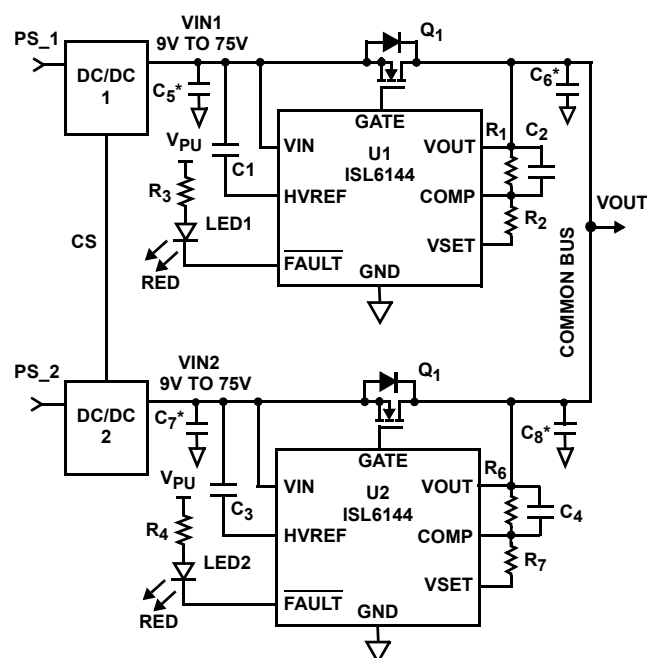 PS_1
DC/DC
1
VIN1
9V TO 75V
Q1
C5*
C6*
GATE
VPU
C1
VIN
U1
ISL6144
VOUT
R1
C2
HVREF
COMP
R3
R2
VOUT
LED1
CS
VSET
RED
FAULT
GND
COMMON BUS
PS_2
DC/DC
2
VIN2
9V TO 75V
Q1
C7*
C8*
GATE
VPU
C3
VIN
U2
ISL6144
VOUT
R6
C4
HVREF
COMP
R4
R7
LED2
VSET
RED
FAULT
GND